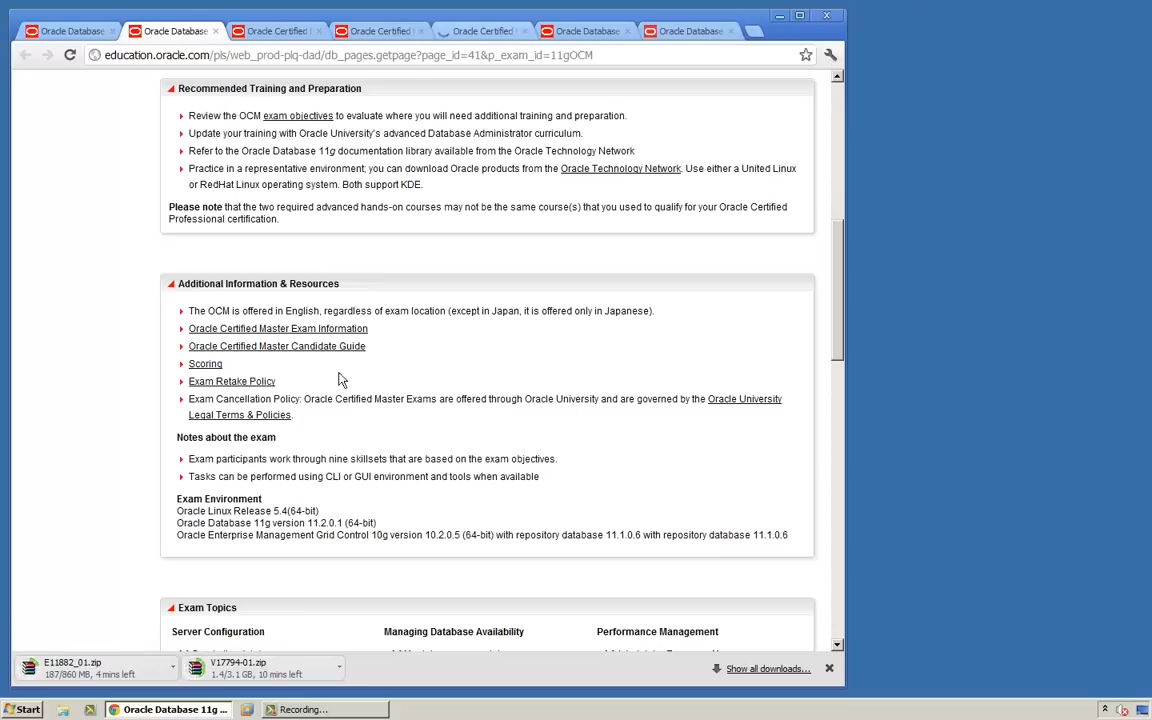 Oracle Database
Oracle Database
Oracle Certified
Oracle Certified
Oracle Certified
Oracle Database
Oracle Database
education.oracle.com/pls/web_prod-plq-dad/db_pages.getpage?page_id=41&p_exam_id=11gOCM
Recommended Training and Preparation
Review the OCM exam objectives to evaluate where you will need additional training and preparation.
Update your training with Oracle University's advanced Database Administrator curriculum.
Refer to the Oracle Database 11g documentation library available from the Oracle Technology Network
Practice in a representative environment; you can download Oracle products from the Oracle Technology Network. Use either a United Linux
or RedHat Linux operating system. Both support KDE.
Please note that the two required advanced hands-on courses may not be the same course(s) that you used to qualify for your Oracle Certified
Professional certification.
Additional Information & Resources
The OCM is offered in English, regardless of exam location (except in Japan, it is offered only in Japanese).
Oracle Certified Master Exam Information
Oracle Certified Master Candidate Guide
Scoring
Exam Retake Policy
Exam Cancellation Policy: Oracle Certified Master Exams are offered through Oracle University and are governed by the Oracle University
Legal Terms & Policies.
Notes about the exam
Exam participants work through nine skillsets that are based on the exam objectives.
Tasks can be performed using CLI or GUI environment and tools when available
Exam Environment
Oracle Linux Release 5.4(64-bit)
Oracle Database 11g version 11.2.0.1 (64-bit)
Oracle Enterprise Management Grid Control 10g version 10.2.0.5 (64-bit) with repository database 11.1.0.6 with repository database 11.1.0.6
Exam Topics
Server Configuration
Managing Database Availability
Performance Management
E11882_01.zip
187/860 MB, 4 mins left
V17794-01.zip
1.4/3.1 GB, 10 mins left
Show all downloads...
Start
Oracle Database 11g ...
Recording...